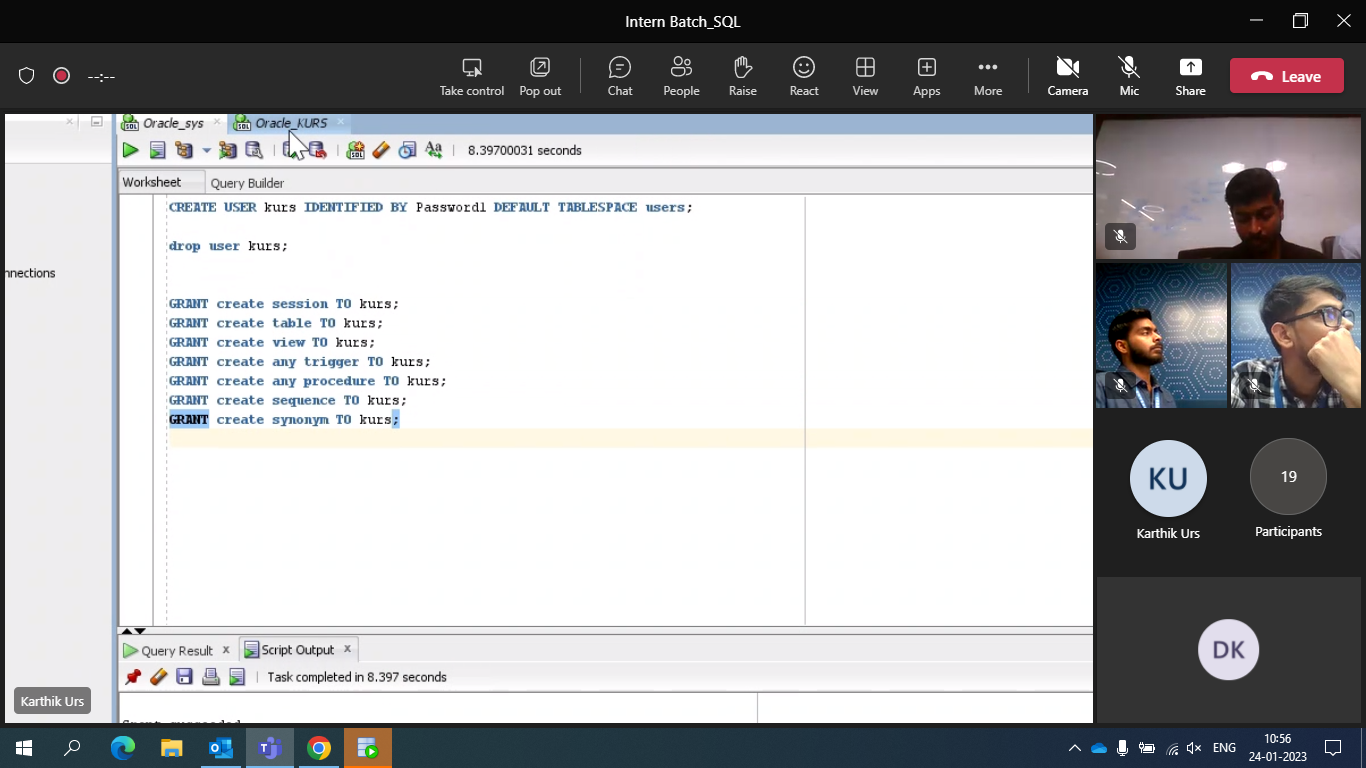 Intern Batch_SQL
--:--
Take control
Pop out
Chat
People
Raise
React
View
Apps
More
Camera
Mic
Share
Leave
Oracle_sys
Oracle_KURS
8.39700031 seconds
Worksheet
Query Builder
CREATE USER kurs IDENTIFIED BY Password1 DEFAULT TABLESPACE users;
drop user kurs;
nnections
GRANT create session TO kurs;
GRANT create table TO kurs;
GRANT create view TO kurs;
GRANT create any trigger TO kurs;
GRANT create any procedure TO kurs;
GRANT create sequence TO kurs;
GRANT create synonym TO kurs;
Query Result
Script Output
Task completed in 8.397 seconds
Grant succeeded
Karthik Urs
KU
Karthik Urs
19
Participants
DK
ENG
10:56
24-01-2023